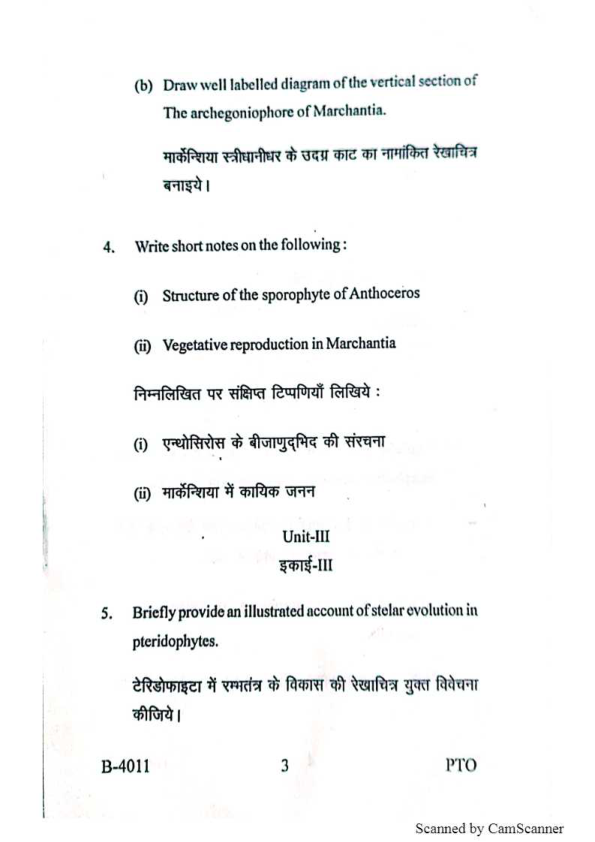 (b) Draw well labelled diagram of the vertical section of
The archegoniophore of Marchantia.
मार्केन्शिया स्त्रीधानीधर के उदग्र काट का नामांकित रेखाचित्र
बनाइये।
4. Write short notes on the following :
(i) Structure of the sporophyte of Anthoceros
(ii) Vegetative reproduction in Marchantia
निम्नलिखित पर संक्षिप्त टिप्पणियाँ लिखिये :
(i) एन्थोसिरोस के बीजाणुद्भिद की संरचना
(ii) मार्केन्शिया में कायिक जनन
Unit-III
इकाई-III
5. Briefly provide an illustrated account of stelar evolution in
pteridophytes.
टेरिडोफाइटा में रम्भतंत्र के विकास की रेखाचित्र युक्त विवेचना
कीजिये।
B-4011 3 PTO
Scanned by CamScanner